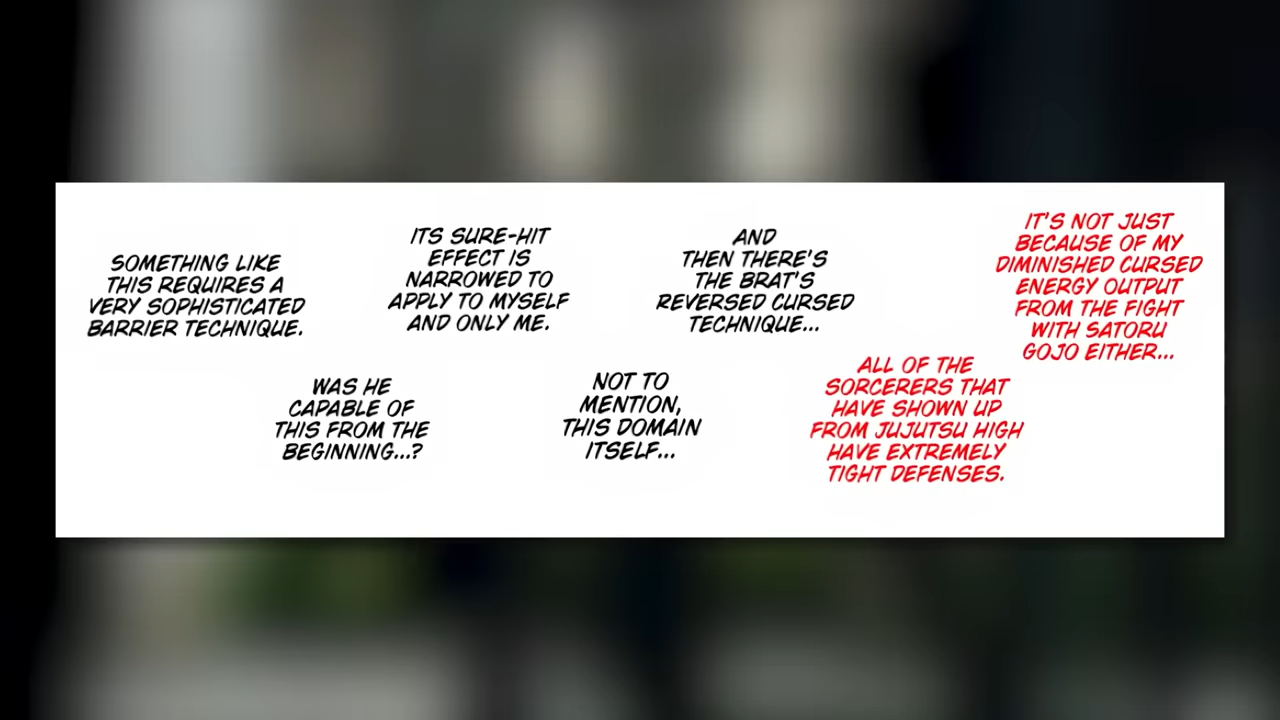 IT'S NOT JUST
BECAUSE OF MY
DIMINISHED CURSED
ENERGY OUTPUT
FROM THE FIGHT
WITH SATORU
GOJO EITHER...
ALL OF THE
SORCERERS THAT
HAVE SHOWN UP
FROM JUJUTSU HIGH
HAVE EXTREMELY
TIGHT DEFENSES.
AND
THEN THERE'S
THE BRAT'S
REVERSED CURSED
TECHNIQUE...
NOT TO
MENTION,
THIS DOMAIN
ITSELF...
ITS SURE-HIT
EFFECT IS
NARROWED TO
APPLY TO MYSELF
AND ONLY ME.
WAS HE
CAPABLE OF
THIS FROM THE
BEGINNING...?
SOMETHING LIKE
THIS REQUIRES A
VERY SOPHISTICATED
BARRIER TECHNIQUE.